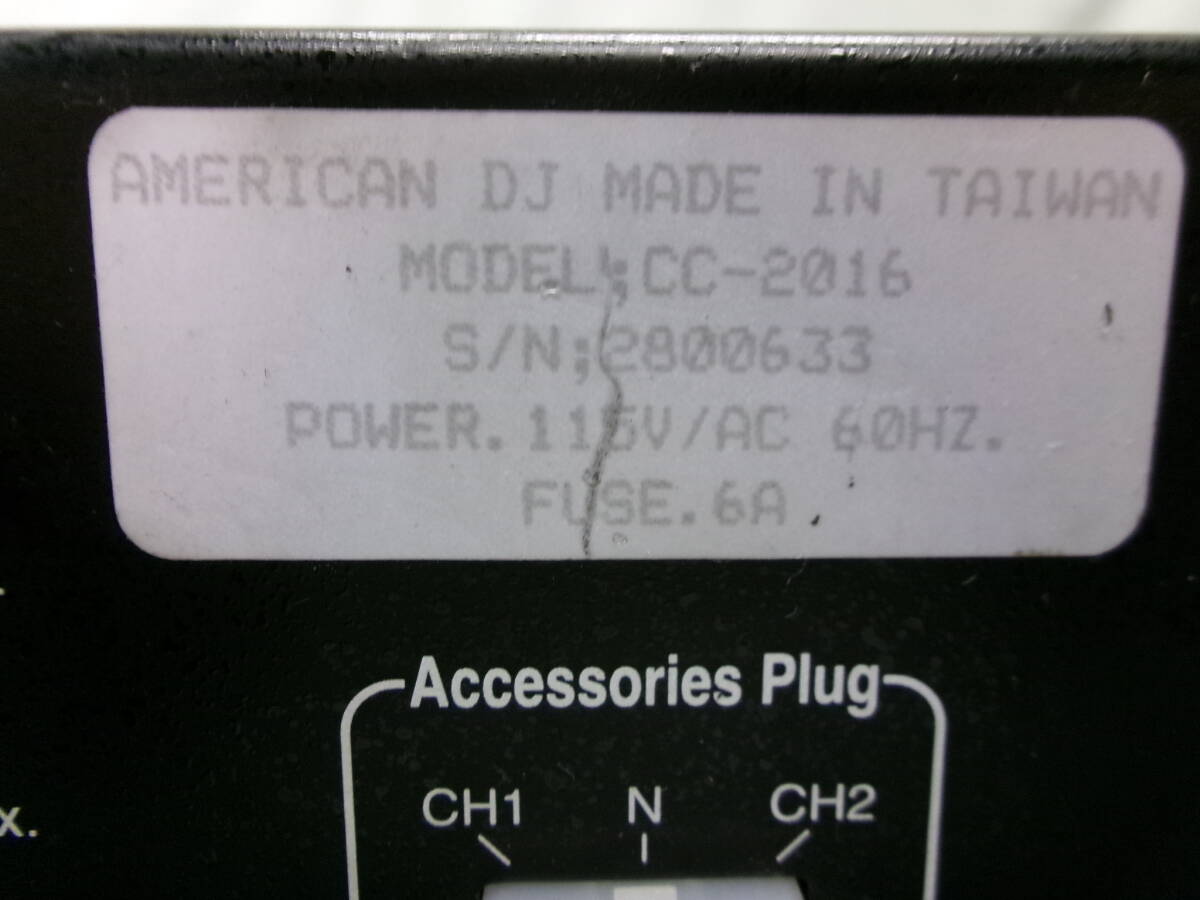 AMERICAN DJ MADE IN TAIWAN
MODEL;CC-2016
S/N;2800633
POWER.115V/AC 60HZ.
FUSE.6A
Accessories Plug
CH1 N CH2
x.